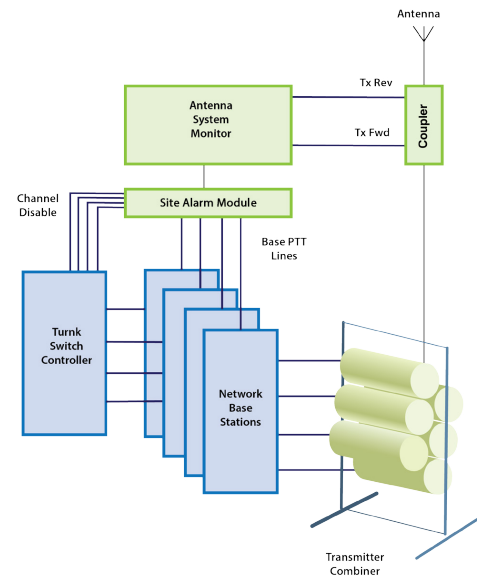 Antenna
Tx Rev
Antenna
System
Monitor
Coupler
Tx Fwd
Channel
Disable
Site Alarm Module
Base PTT
Lines
Turnk
Switch
Controller
Network
Base
Stations
Transmitter
Combiner